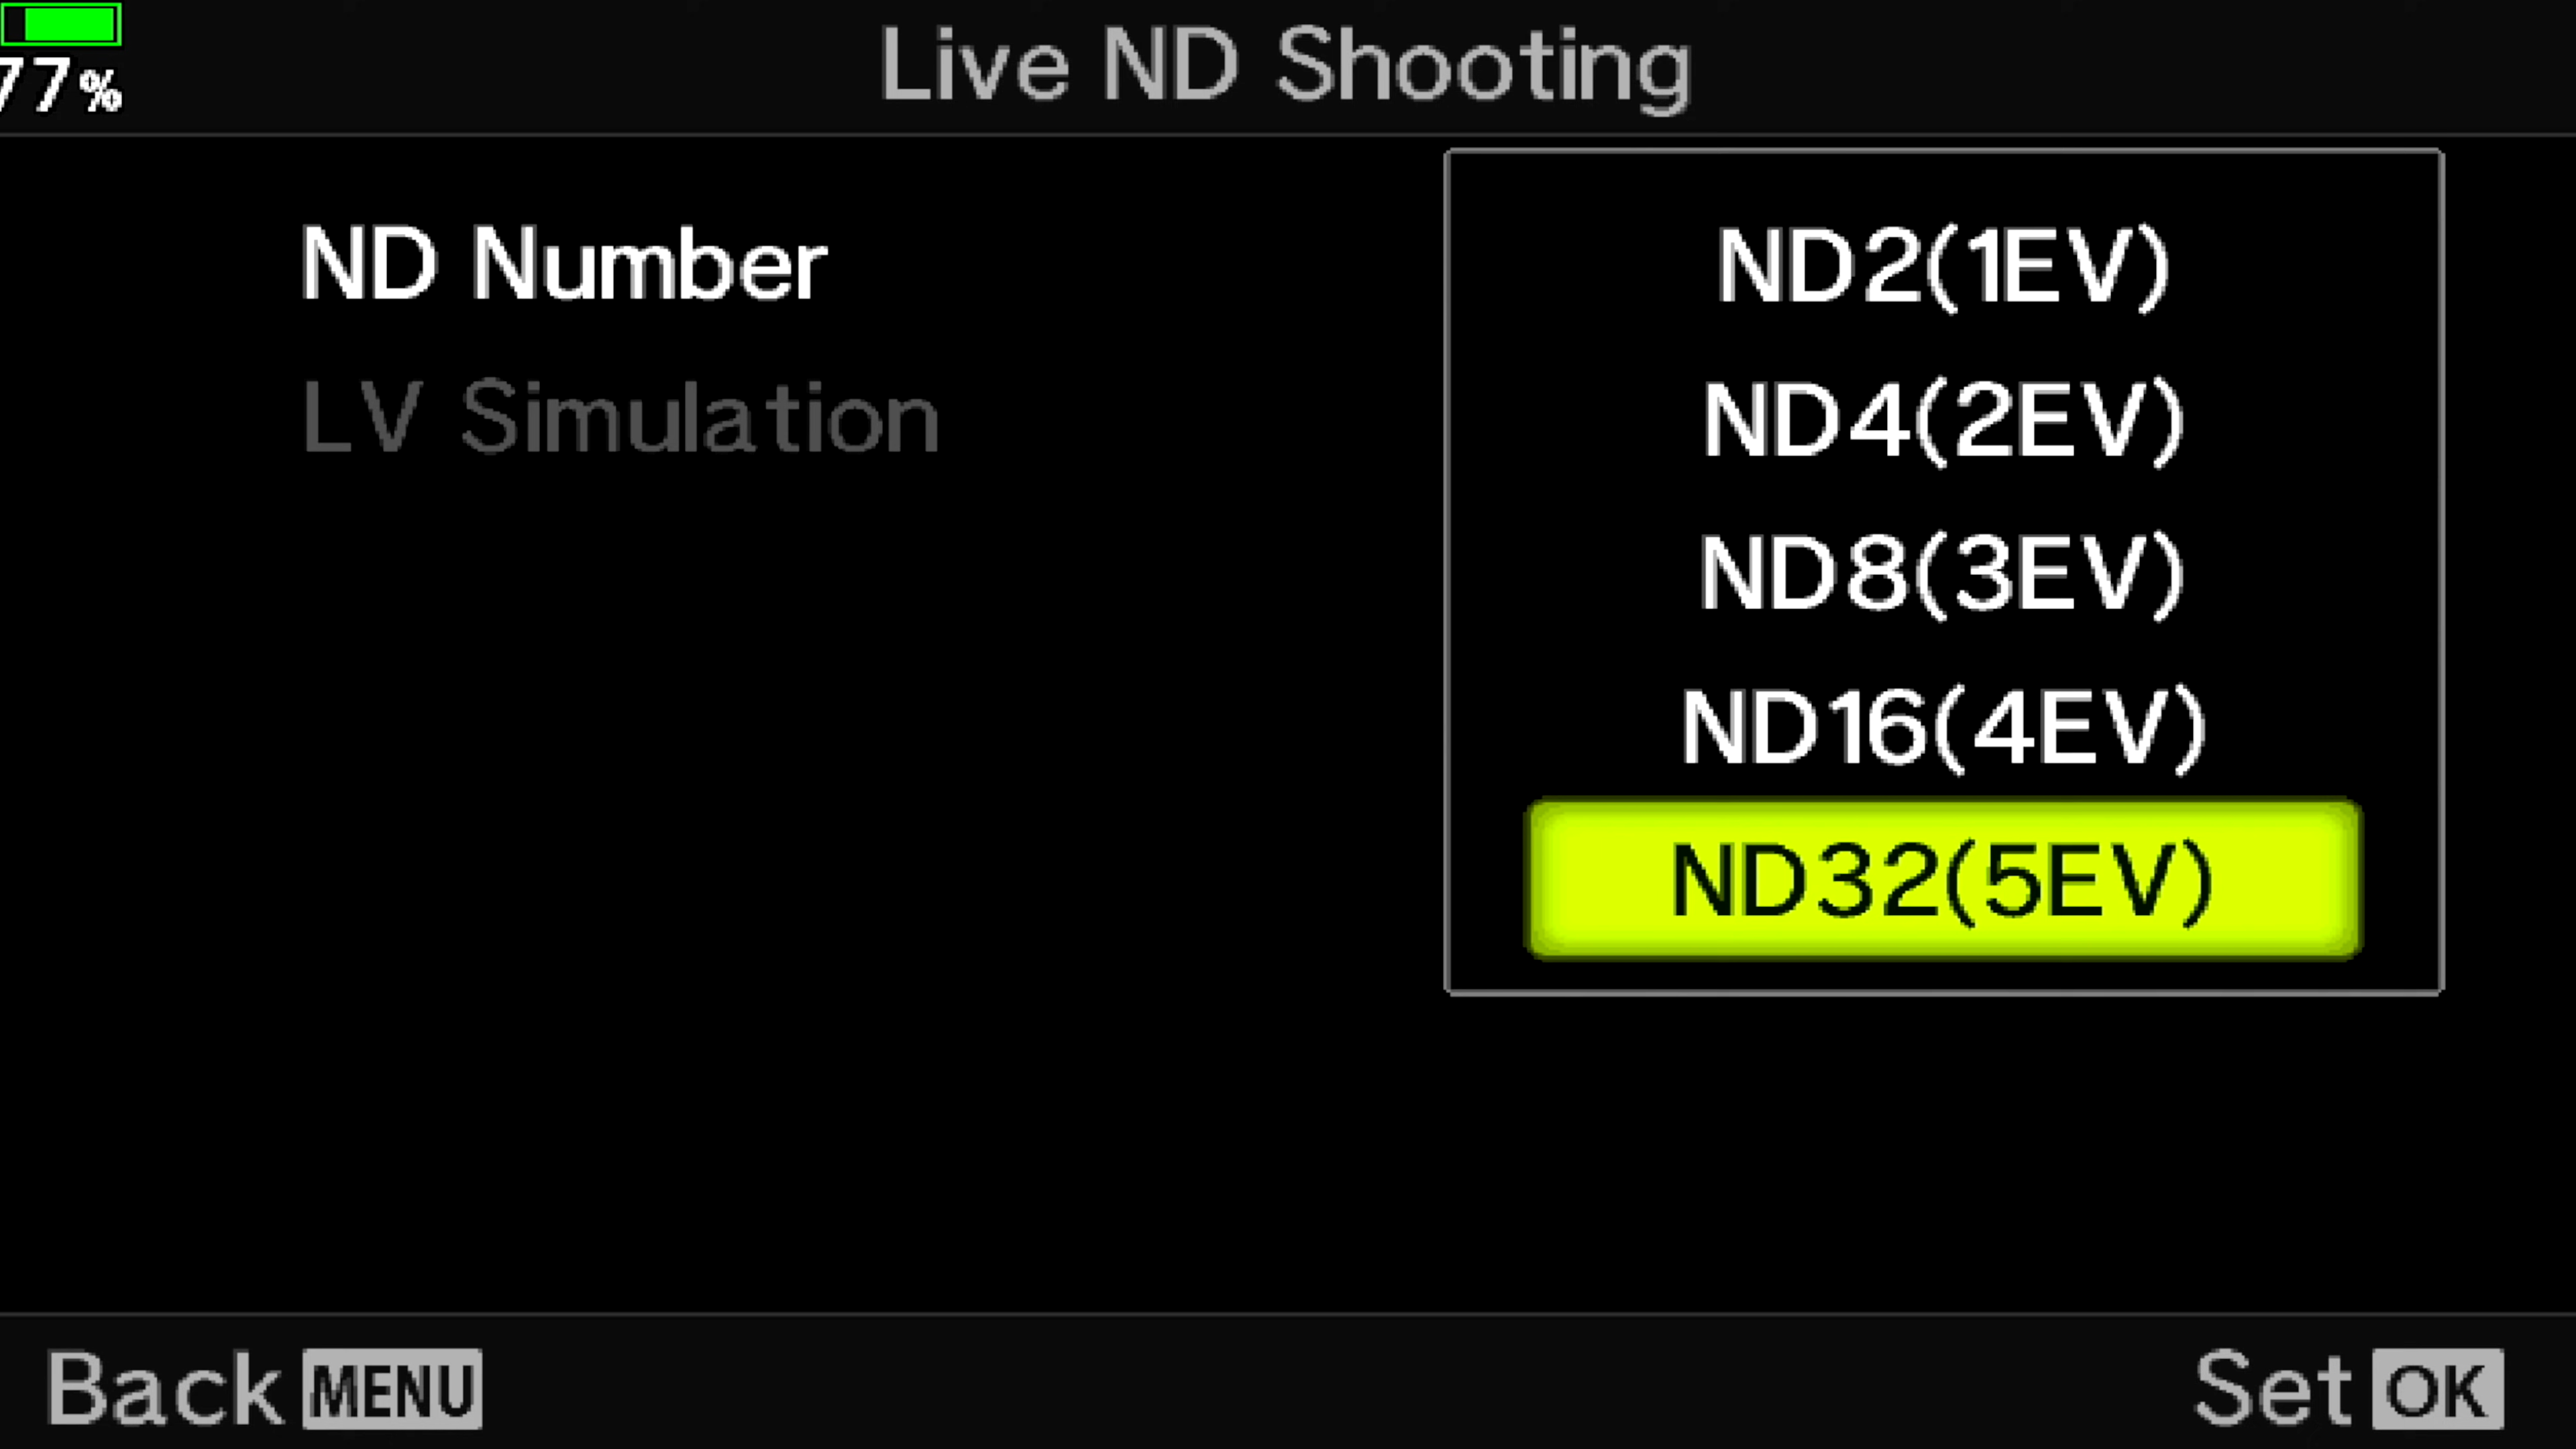 Live ND Shooting
77%
ND Number
LV Simulation
ND2(1EV)
ND4(2EV)
ND8(3EV)
ND16(4EV)
ND32(5EV)
Back MENU
Set OK